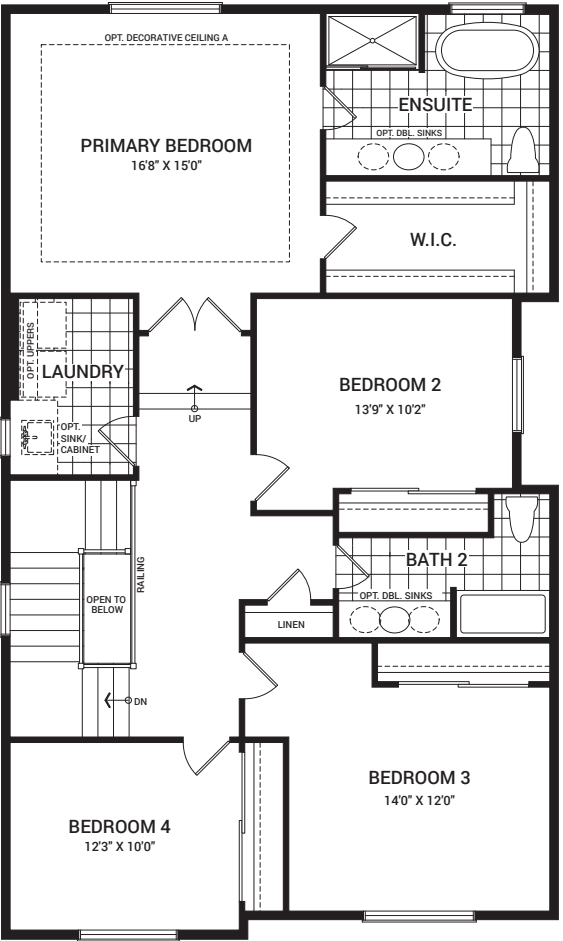 OPT. DECORATIVE CEILING A
PRIMARY BEDROOM
16'8" X 15'0"
ENSUITE
OPT. DBL. SINKS
W.I.C.
OPT. UPPERS
LAUNDRY
OPT.
SINK/
CABINET
UP
BEDROOM 2
13'9" X 10'2"
RAILING
OPEN TO
BELOW
BATH 2
OPT. DBL. SINKS
LINEN
DN
BEDROOM 3
14'0" X 12'0"
BEDROOM 4
12'3" X 10'0"